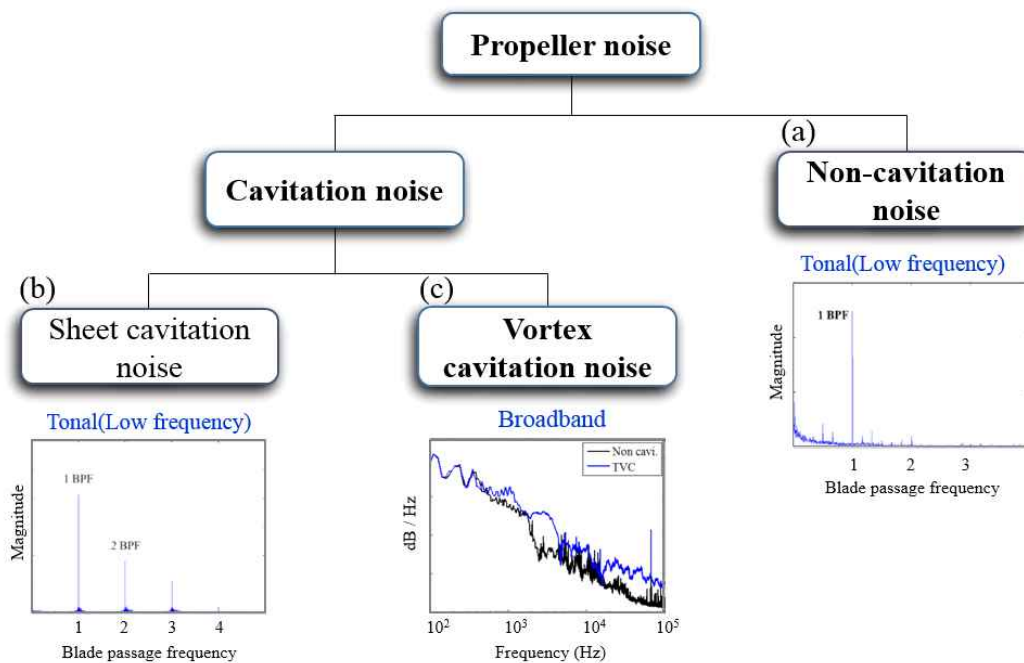 Propeller noise
(a)
Cavitation noise
Non-cavitation
noise
(b)
Sheet cavitation
noise
(c)
Vortex
cavitation noise
Tonal(Low frequency)
1 BPF
Magnitude
1 2 3
Blade passage frequency
Tonal(Low frequency)
1 BPF
2 BPF
Magnitude
1 2 3 4
Blade passage frequency
Broadband
Non cavi.
TVC
dB / Hz
10² 10³ 10⁴ 10⁵
Frequency (Hz)